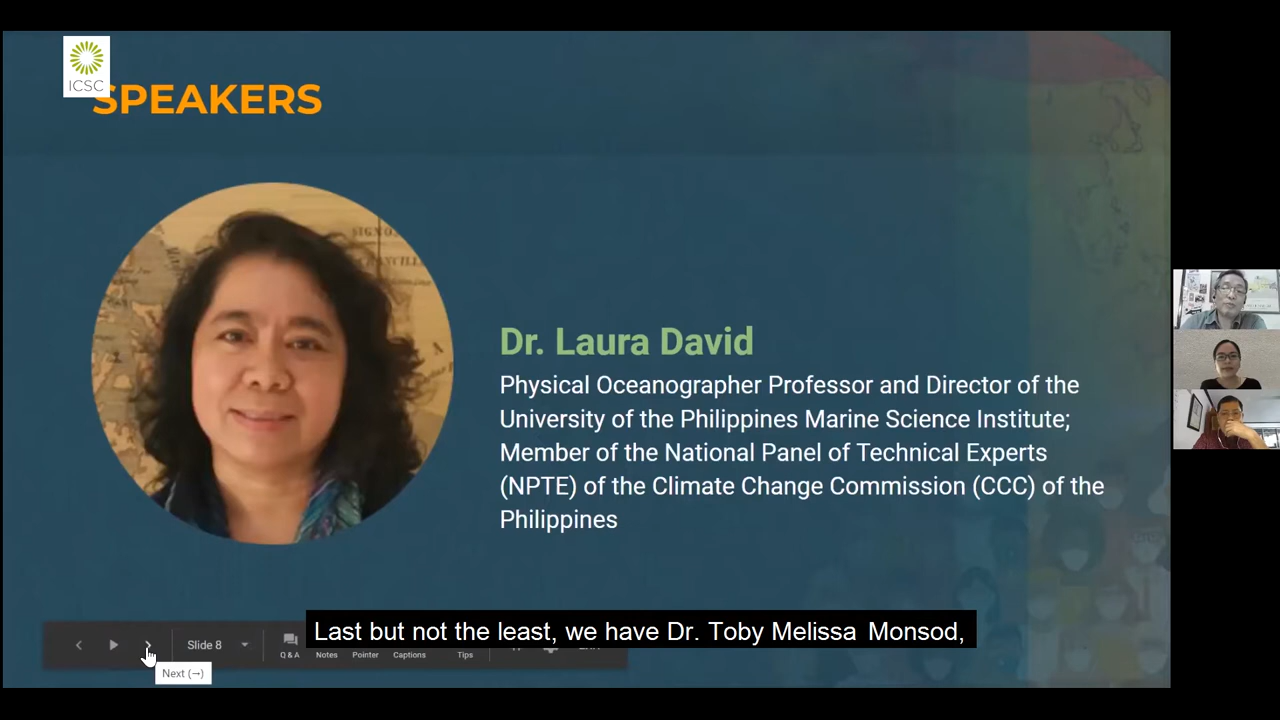 ICSC
SPEAKERS
SIGNO
Dr. Laura David
Physical Oceanographer Professor and Director of the
University of the Philippines Marine Science Institute;
Member of the National Panel of Technical Experts
(NPTE) of the Climate Change Commission (CCC) of the
Philippines
Last but not the least, we have Dr. Toby Melissa Monsod,
Slide 8
Q & A
Notes
Pointer
Captions
Tips
Next (→)